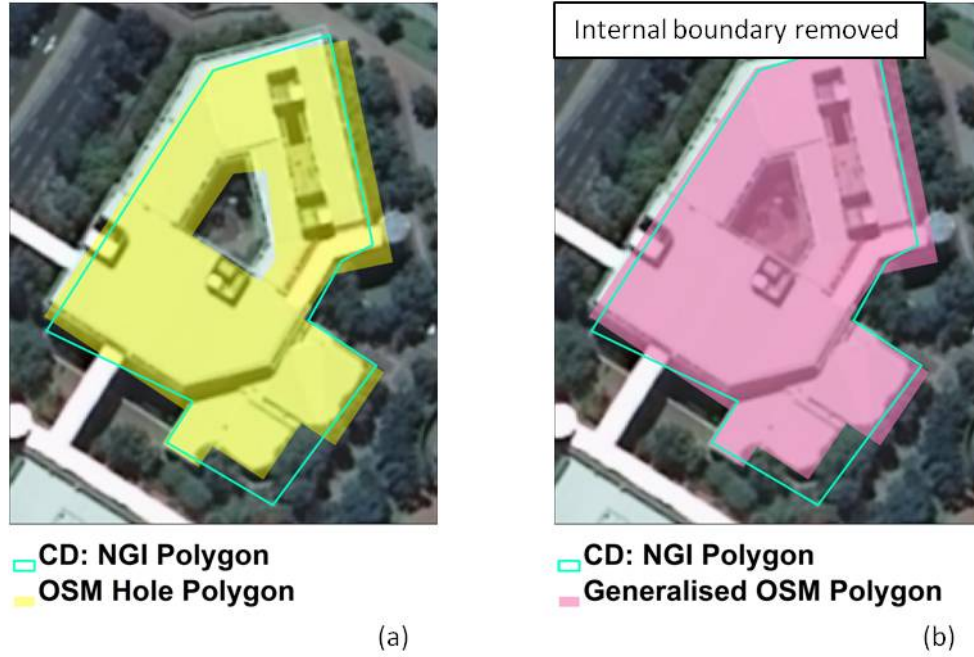 Internal boundary removed
CD: NGI Polygon
OSM Hole Polygon
(a)
CD: NGI Polygon
Generalised OSM Polygon
(b)